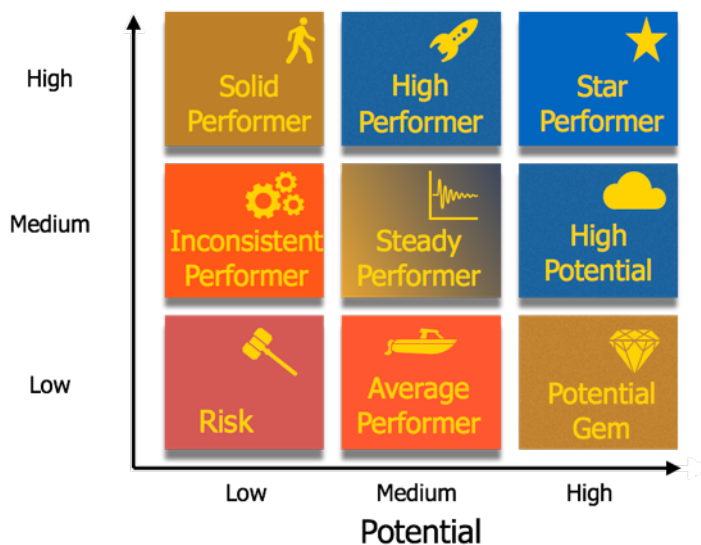 High
Solid
Performer
High
Performer
Star
Performer
Medium
Inconsistent
Performer
Steady
Performer
High
Potential
Low
Risk
Average
Performer
Potential
Gem
Low
Medium
High
Potential